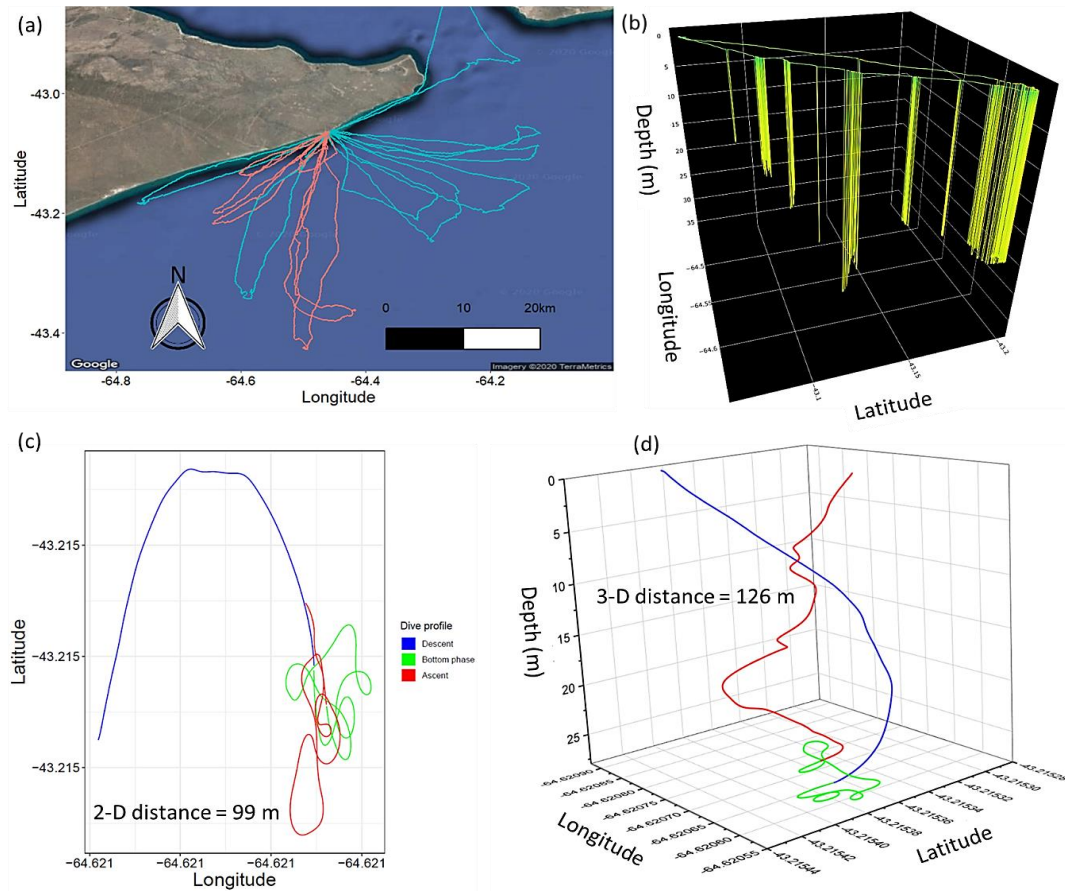 (a)
-43.0
-43.2
-43.4
Latitude
N
0 10 20km
Google
Imagery ©2020 TerraMetrics
-64.8 -64.6 -64.4 -64.2
Longitude
(b)
0
5
10
15
20
25
30
35
Depth (m)
-64.5
-64.55
-64.6
Longitude
-43.1
-43.15
-43.2
Latitude
(c)
-43.215
-43.215
-43.215
Latitude
2-D distance = 99 m
-64.621 -64.621 -64.621 -64.621
Longitude
Dive profile
Descent
Bottom phase
Ascent
(d)
0
5
10
15
20
25
Depth (m)
3-D distance = 126 m
-64.62090
-64.62085
-64.62080
-64.62075
-64.62070
-64.62065
-64.62060
-64.62055
Longitude
-43.21544
-43.21542
-43.21540
-43.21538
-43.21536
-43.21534
-43.21532
-43.21530
-43.21528
Latitude